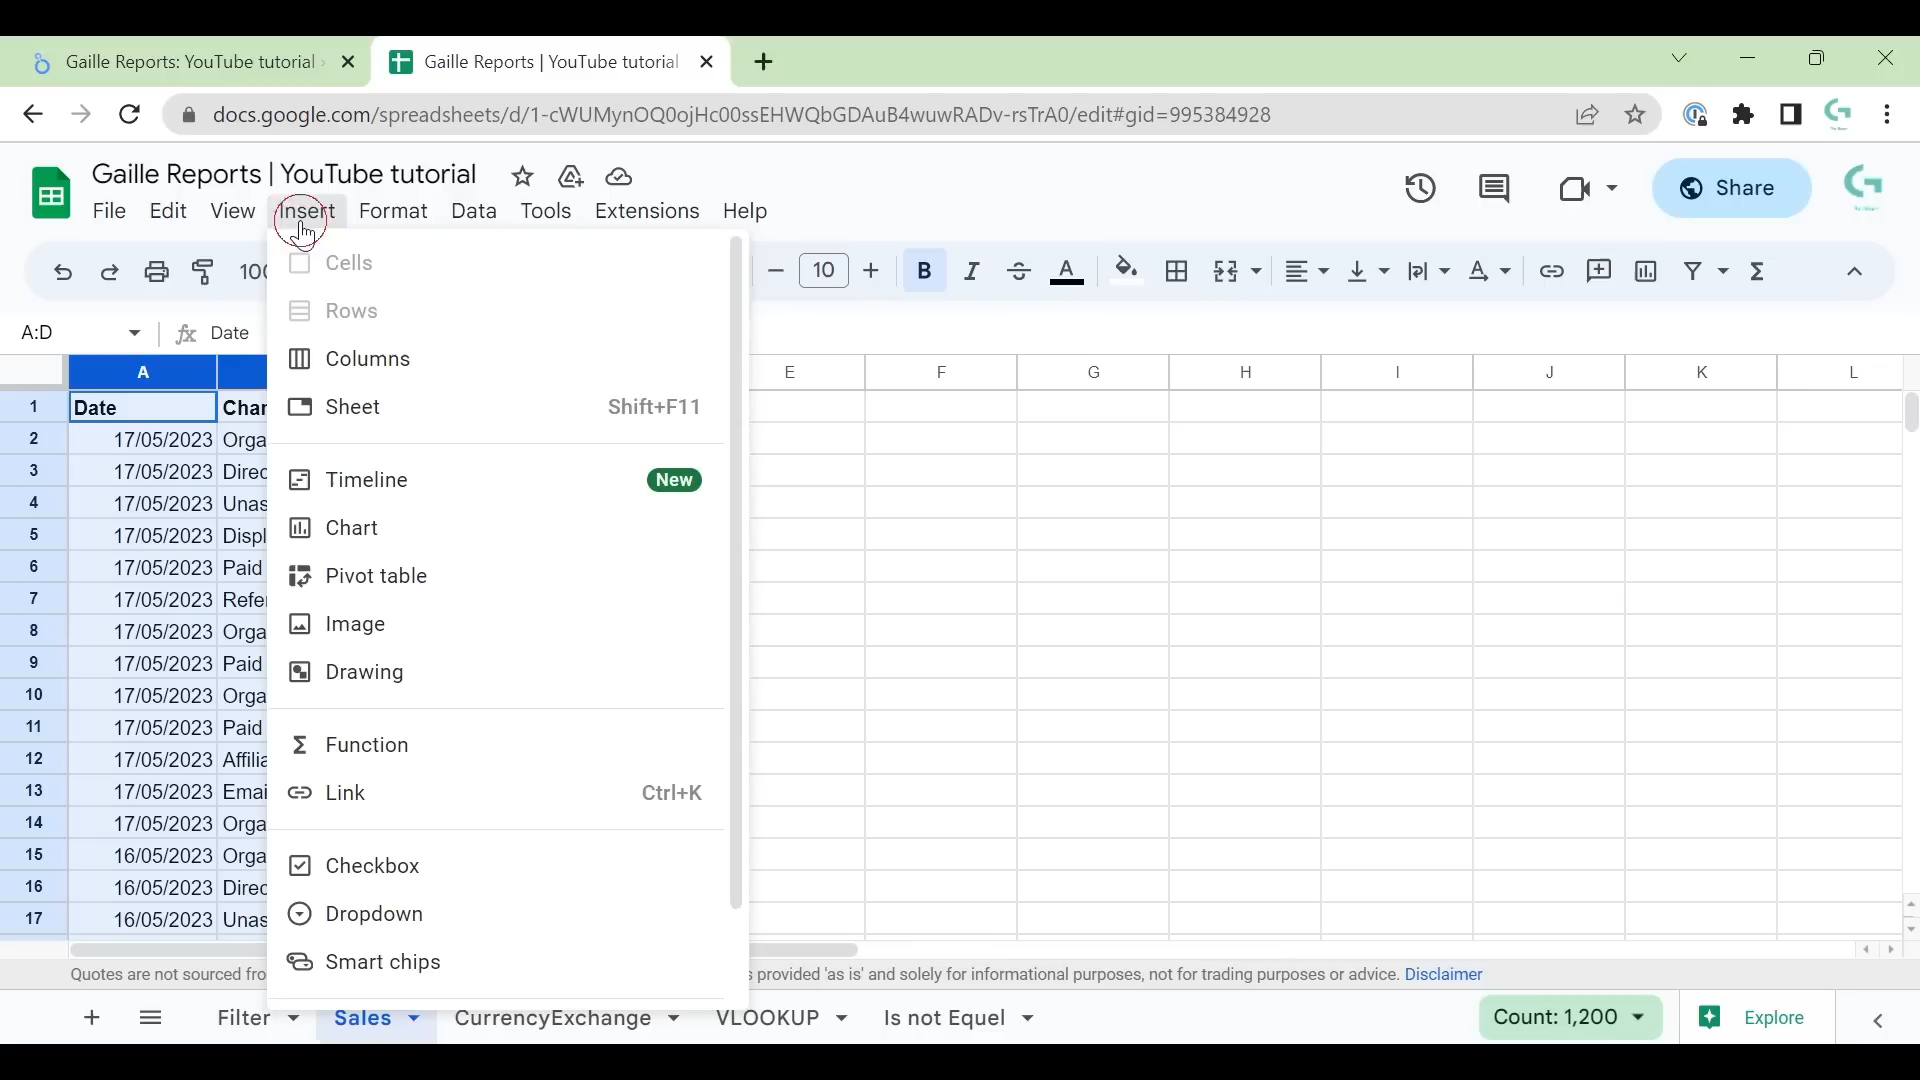 Gaille Reports: YouTube tutorial
Gaille Reports | YouTube tutorial
docs.google.com/spreadsheets/d/1-cWUMynOQ0ojHc00ssEHWQbGDAuB4wuwRADv-rsTrA0/edit#gid=995384928
Gaille Reports | YouTube tutorial
File Edit View Insert Format Data Tools Extensions Help
Share
10
B
A:D
Date
Cells
Rows
Columns
Sheet Shift+F11
Timeline New
Chart
Pivot table
Image
Drawing
Function
Link Ctrl+K
Checkbox
Dropdown
Smart chips
A E F G H I J K L
1 Date
2 17/05/2023
3 17/05/2023
4 17/05/2023
5 17/05/2023
6 17/05/2023 Paid
7 17/05/2023
8 17/05/2023
9 17/05/2023 Paid
10 17/05/2023
11 17/05/2023 Paid
12 17/05/2023
13 17/05/2023
14 17/05/2023
15 16/05/2023
16 16/05/2023
17 16/05/2023
Quotes are not sourced provided 'as is' and solely for informational purposes, not for trading purposes or advice. Disclaimer
Filter Sales CurrencyExchange VLOOKUP Is not Equel Count: 1,200 Explore